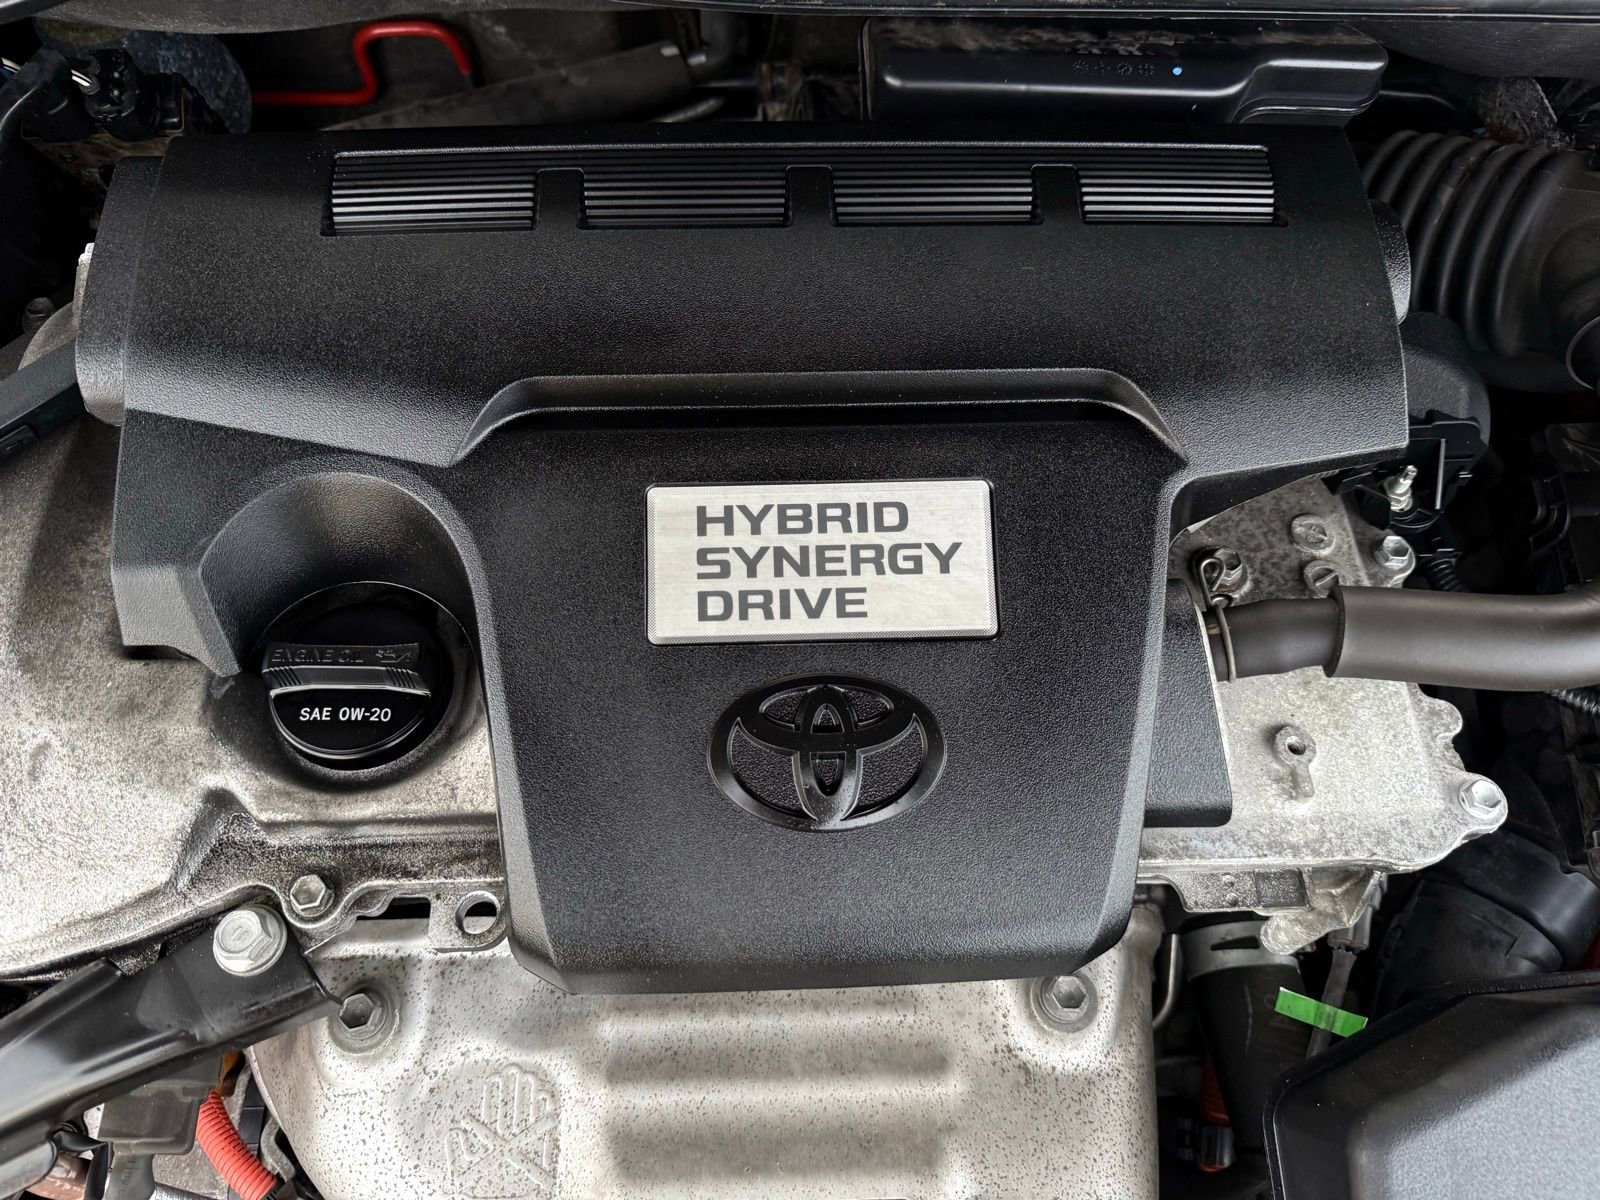 HYBRID
SYNERGY
DRIVE
ENGINE OIL
SAE 0W-20